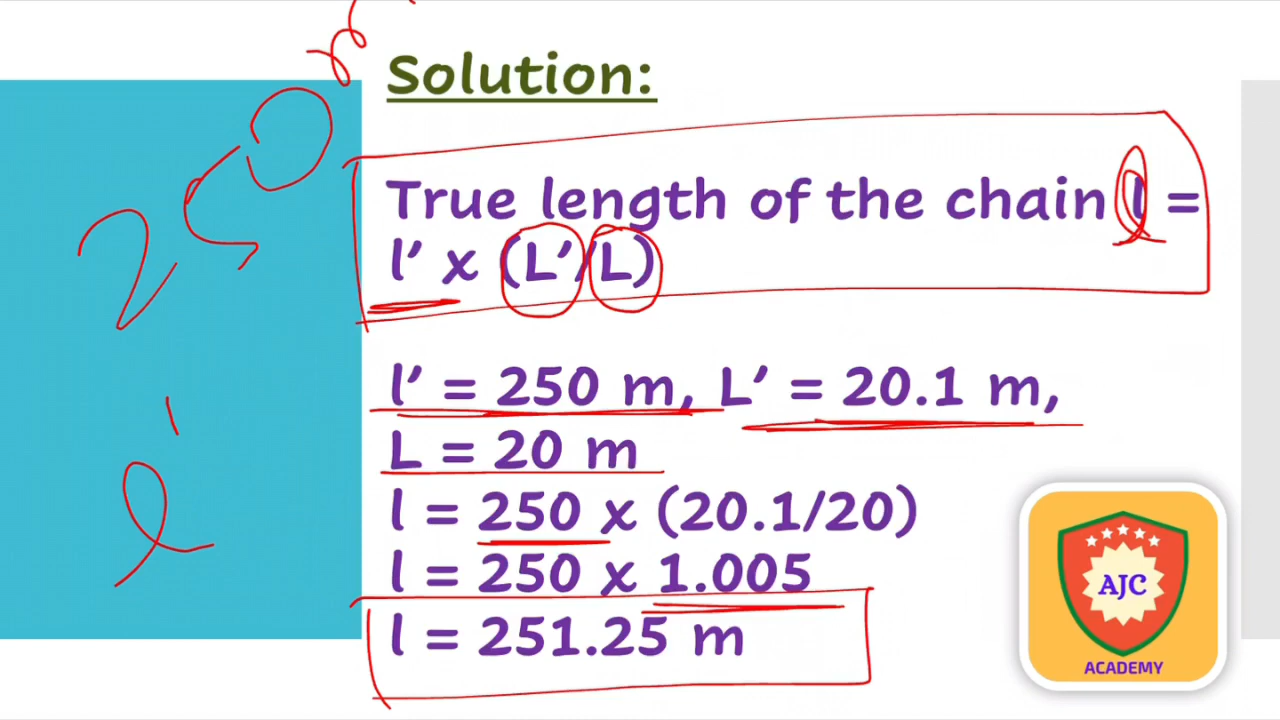 Solution:
True length of the chain l =
l’ x (L’/L)
l’ = 250 m, L’ = 20.1 m,
L = 20 m
l = 250 x (20.1/20)
l = 250 x 1.005
l = 251.25 m
250 m
l'
AJC
ACADEMY